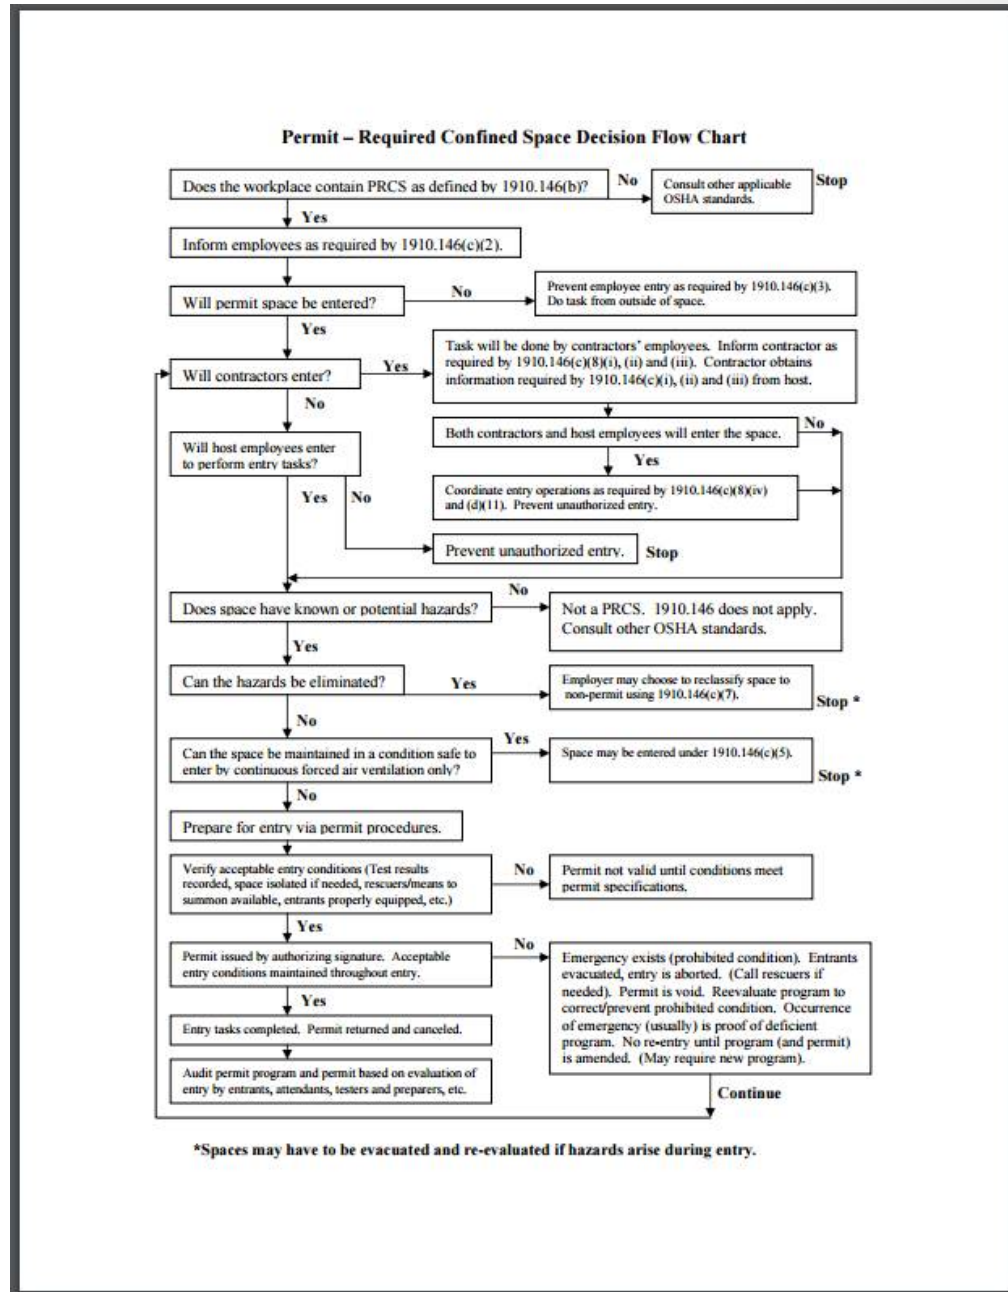 Permit – Required Confined Space Decision Flow Chart
Does the workplace contain PRCS as defined by 1910.146(b)?
No
Consult other applicable
OSHA standards.
Stop
Yes
Inform employees as required by 1910.146(c)(2).
Will permit space be entered?
No
Prevent employee entry as required by 1910.146(c)(3).
Do task from outside of space.
Yes
Will contractors enter?
Yes
Task will be done by contractors' employees. Inform contractor as
required by 1910.146(c)(8)(i), (ii) and (iii). Contractor obtains
information required by 1910.146(c)(i), (ii) and (iii) from host.
No
Both contractors and host employees will enter the space.
No
Will host employees enter
to perform entry tasks?
Yes
Yes
No
Coordinate entry operations as required by 1910.146(c)(8)(iv)
and (d)(11). Prevent unauthorized entry.
Prevent unauthorized entry.
Stop
Does space have known or potential hazards?
No
Not a PRCS. 1910.146 does not apply.
Consult other OSHA standards.
Yes
Can the hazards be eliminated?
Yes
Employer may choose to reclassify space to
non-permit using 1910.146(c)(7).
Stop *
No
Can the space be maintained in a condition safe to
enter by continuous forced air ventilation only?
Yes
Space may be entered under 1910.146(c)(5).
Stop *
No
Prepare for entry via permit procedures.
Verify acceptable entry conditions (Test results
recorded, space isolated if needed, rescuers/means to
summon available, entrants properly equipped, etc.)
No
Permit not valid until conditions meet
permit specifications.
Yes
Permit issued by authorizing signature. Acceptable
entry conditions maintained throughout entry.
No
Emergency exists (prohibited condition). Entrants
evacuated, entry is aborted. (Call rescuers if
needed). Permit is void. Reevaluate program to
correct/prevent prohibited condition. Occurrence
of emergency (usually) is proof of deficient
program. No re-entry until program (and permit)
is amended. (May require new program).
Yes
Entry tasks completed. Permit returned and canceled.
Audit permit program and permit based on evaluation of
entry by entrants, attendants, testers and preparers, etc.
Continue
*Spaces may have to be evacuated and re-evaluated if hazards arise during entry.